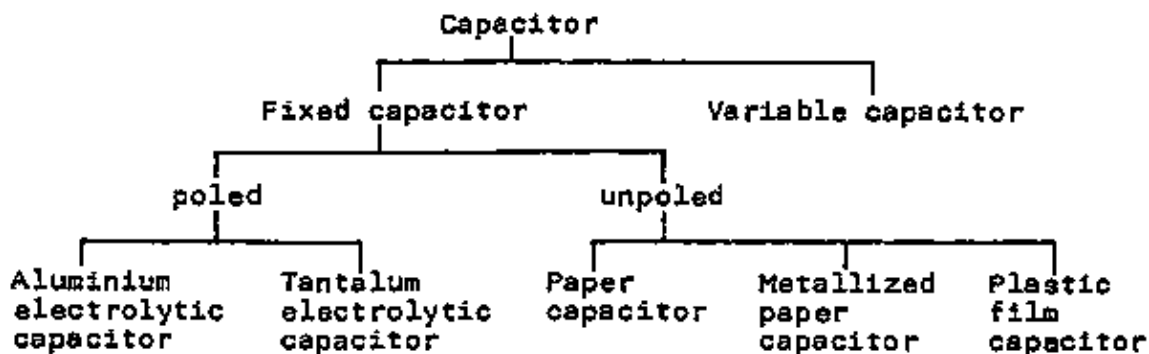 Capacitor
Fixed capacitor Variable capacitor
poled unpoled
Aluminium Tantalum Paper Metallized Plastic
electrolytic electrolytic capacitor paper film
capacitor capacitor capacitor capacitor